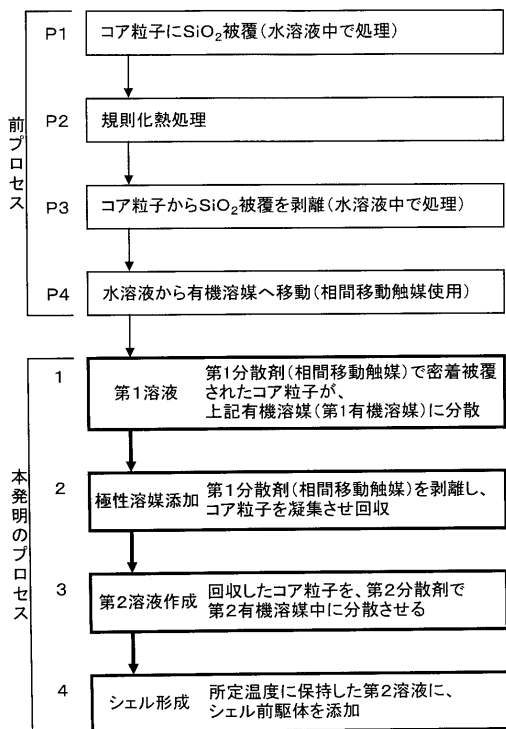 前プロセス
P1
コア粒子にSiO₂被覆(水溶液中で処理)
P2
規則化熱処理
P3
コア粒子からSiO₂被覆を剥離(水溶液中で処理)
P4
水溶液から有機溶媒へ移動(相間移動触媒使用)
本発明のプロセス
1
第1溶液
第1分散剤(相間移動触媒)で密着被覆
されたコア粒子が、
上記有機溶媒(第1有機溶媒)に分散
2
極性溶媒添加
第1分散剤(相間移動触媒)を剥離し、
コア粒子を凝集させ回収
3
第2溶液作成
回収したコア粒子を、第2分散剤で
第2有機溶媒中に分散させる
4
シェル形成
所定温度に保持した第2溶液に、
シェル前駆体を添加